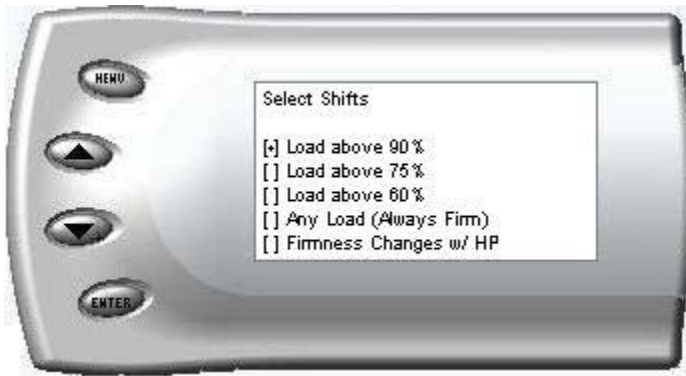 MENU
Select Shifts
[•] Load above 90%
[ ] Load above 75%
[ ] Load above 60%
[ ] Any Load (Always Firm)
[ ] Firmness Changes w/ HP
ENTER